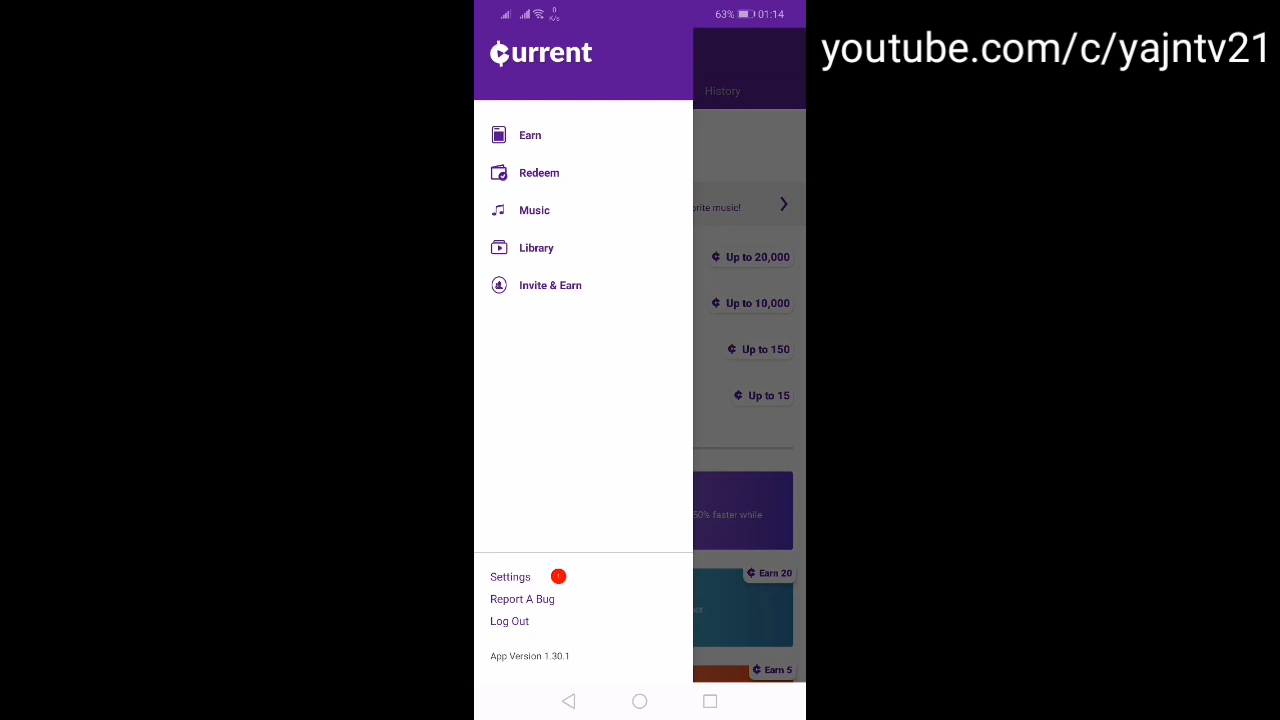 0
K/s
63%
01:14
youtube.com/c/yajntv21
Current
History
Earn
Redeem
Music
Library
Invite & Earn
orite music!
Up to 20,000
Up to 10,000
Up to 150
Up to 15
50% faster while
Earn 20
Earn 5
Settings
!
Report A Bug
Log Out
App Version 1.30.1